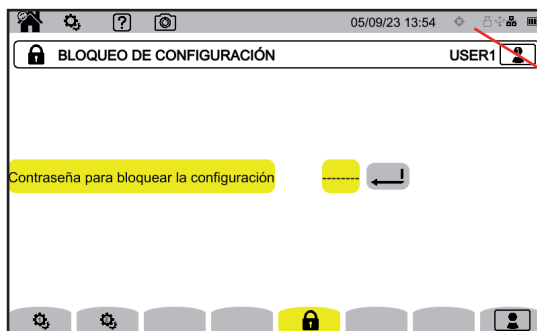 05/09/23 13:54
BLOQUEO DE CONFIGURACIÓN USER1
Contraseña para bloquear la configuración --------